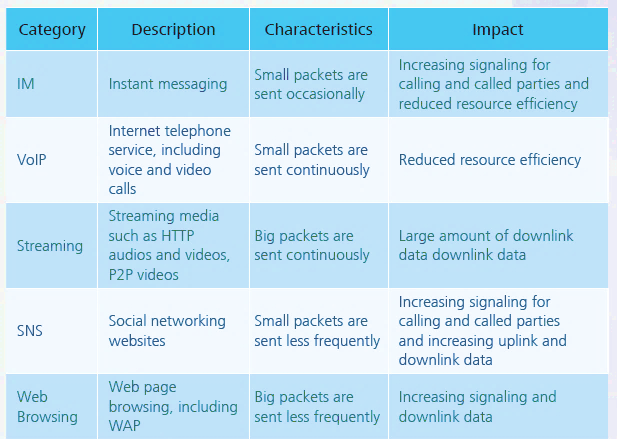 Category Description Characteristics Impact
IM
Instant messaging
Small packets are
sent occasionally
Increasing signaling for
calling and called parties and
reduced resource efficiency
VoIP
Internet telephone
service, including
voice and video
calls
Small packets are
sent continuously
Reduced resource efficiency
Streaming
Streaming media
such as HTTP
audios and videos,
P2P videos
Big packets are
sent continuously
Large amount of downlink
data downlink data
SNS
Social networking
websites
Small packets are
sent less frequently
Increasing signaling for
calling and called parties
and increasing uplink and
downlink data
Web
Browsing
Web page
browsing, including
WAP
Big packets are
sent less frequently
Increasing signaling and
downlink data